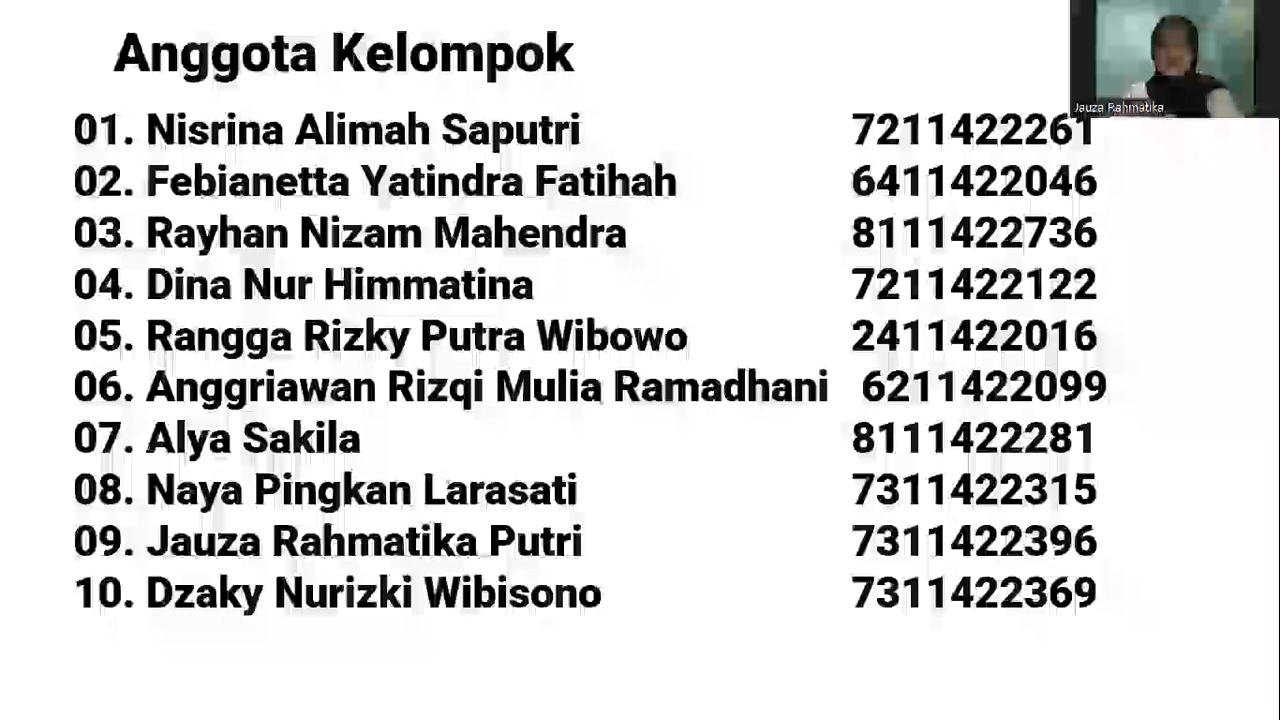 Anggota Kelompok
Jauza Rahmatika
01. Nisrina Alimah Saputri 7211422261
02. Febianetta Yatindra Fatihah 6411422046
03. Rayhan Nizam Mahendra 8111422736
04. Dina Nur Himmatina 7211422122
05. Rangga Rizky Putra Wibowo 2411422016
06. Anggriawan Rizqi Mulia Ramadhani 6211422099
07. Alya Sakila 8111422281
08. Naya Pingkan Larasati 7311422315
09. Jauza Rahmatika Putri 7311422396
10. Dzaky Nurizki Wibisono 7311422369